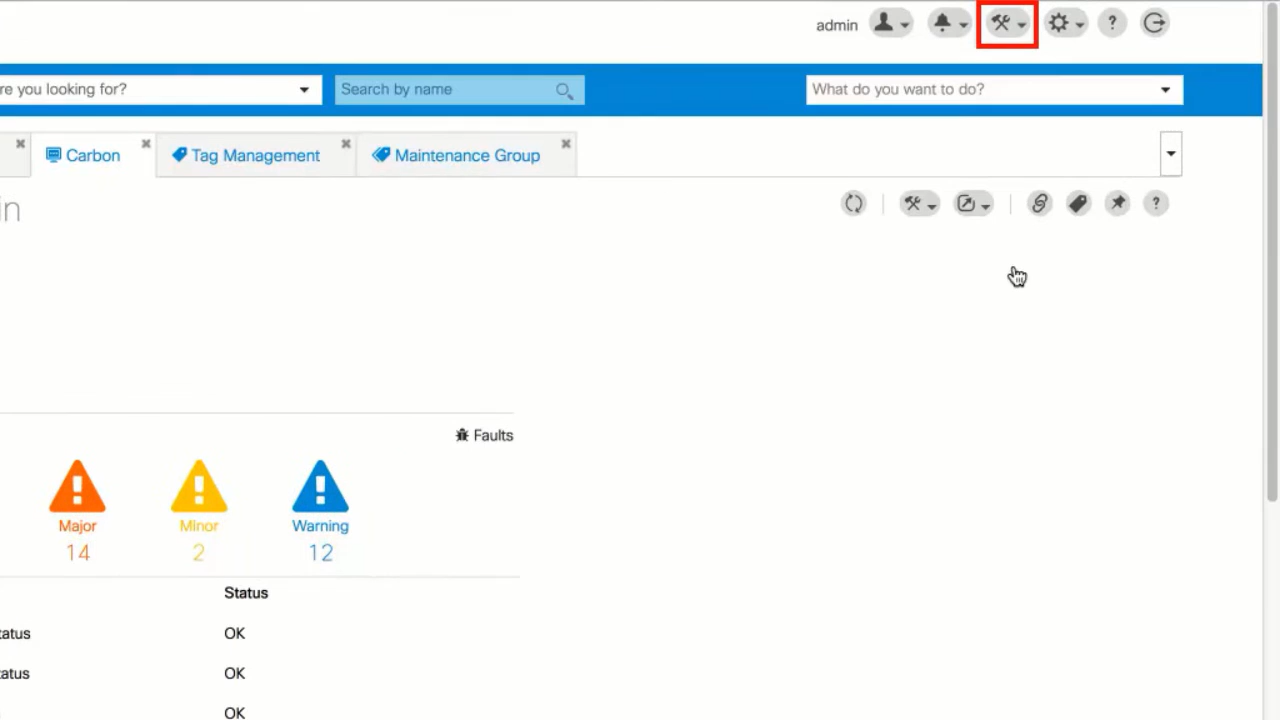 admin
re you looking for?
Search by name
What do you want to do?
Carbon
Tag Management
Maintenance Group
in
Faults
Major
Minor
Warning
14
2
12
Status
tatus
OK
tatus
OK
OK